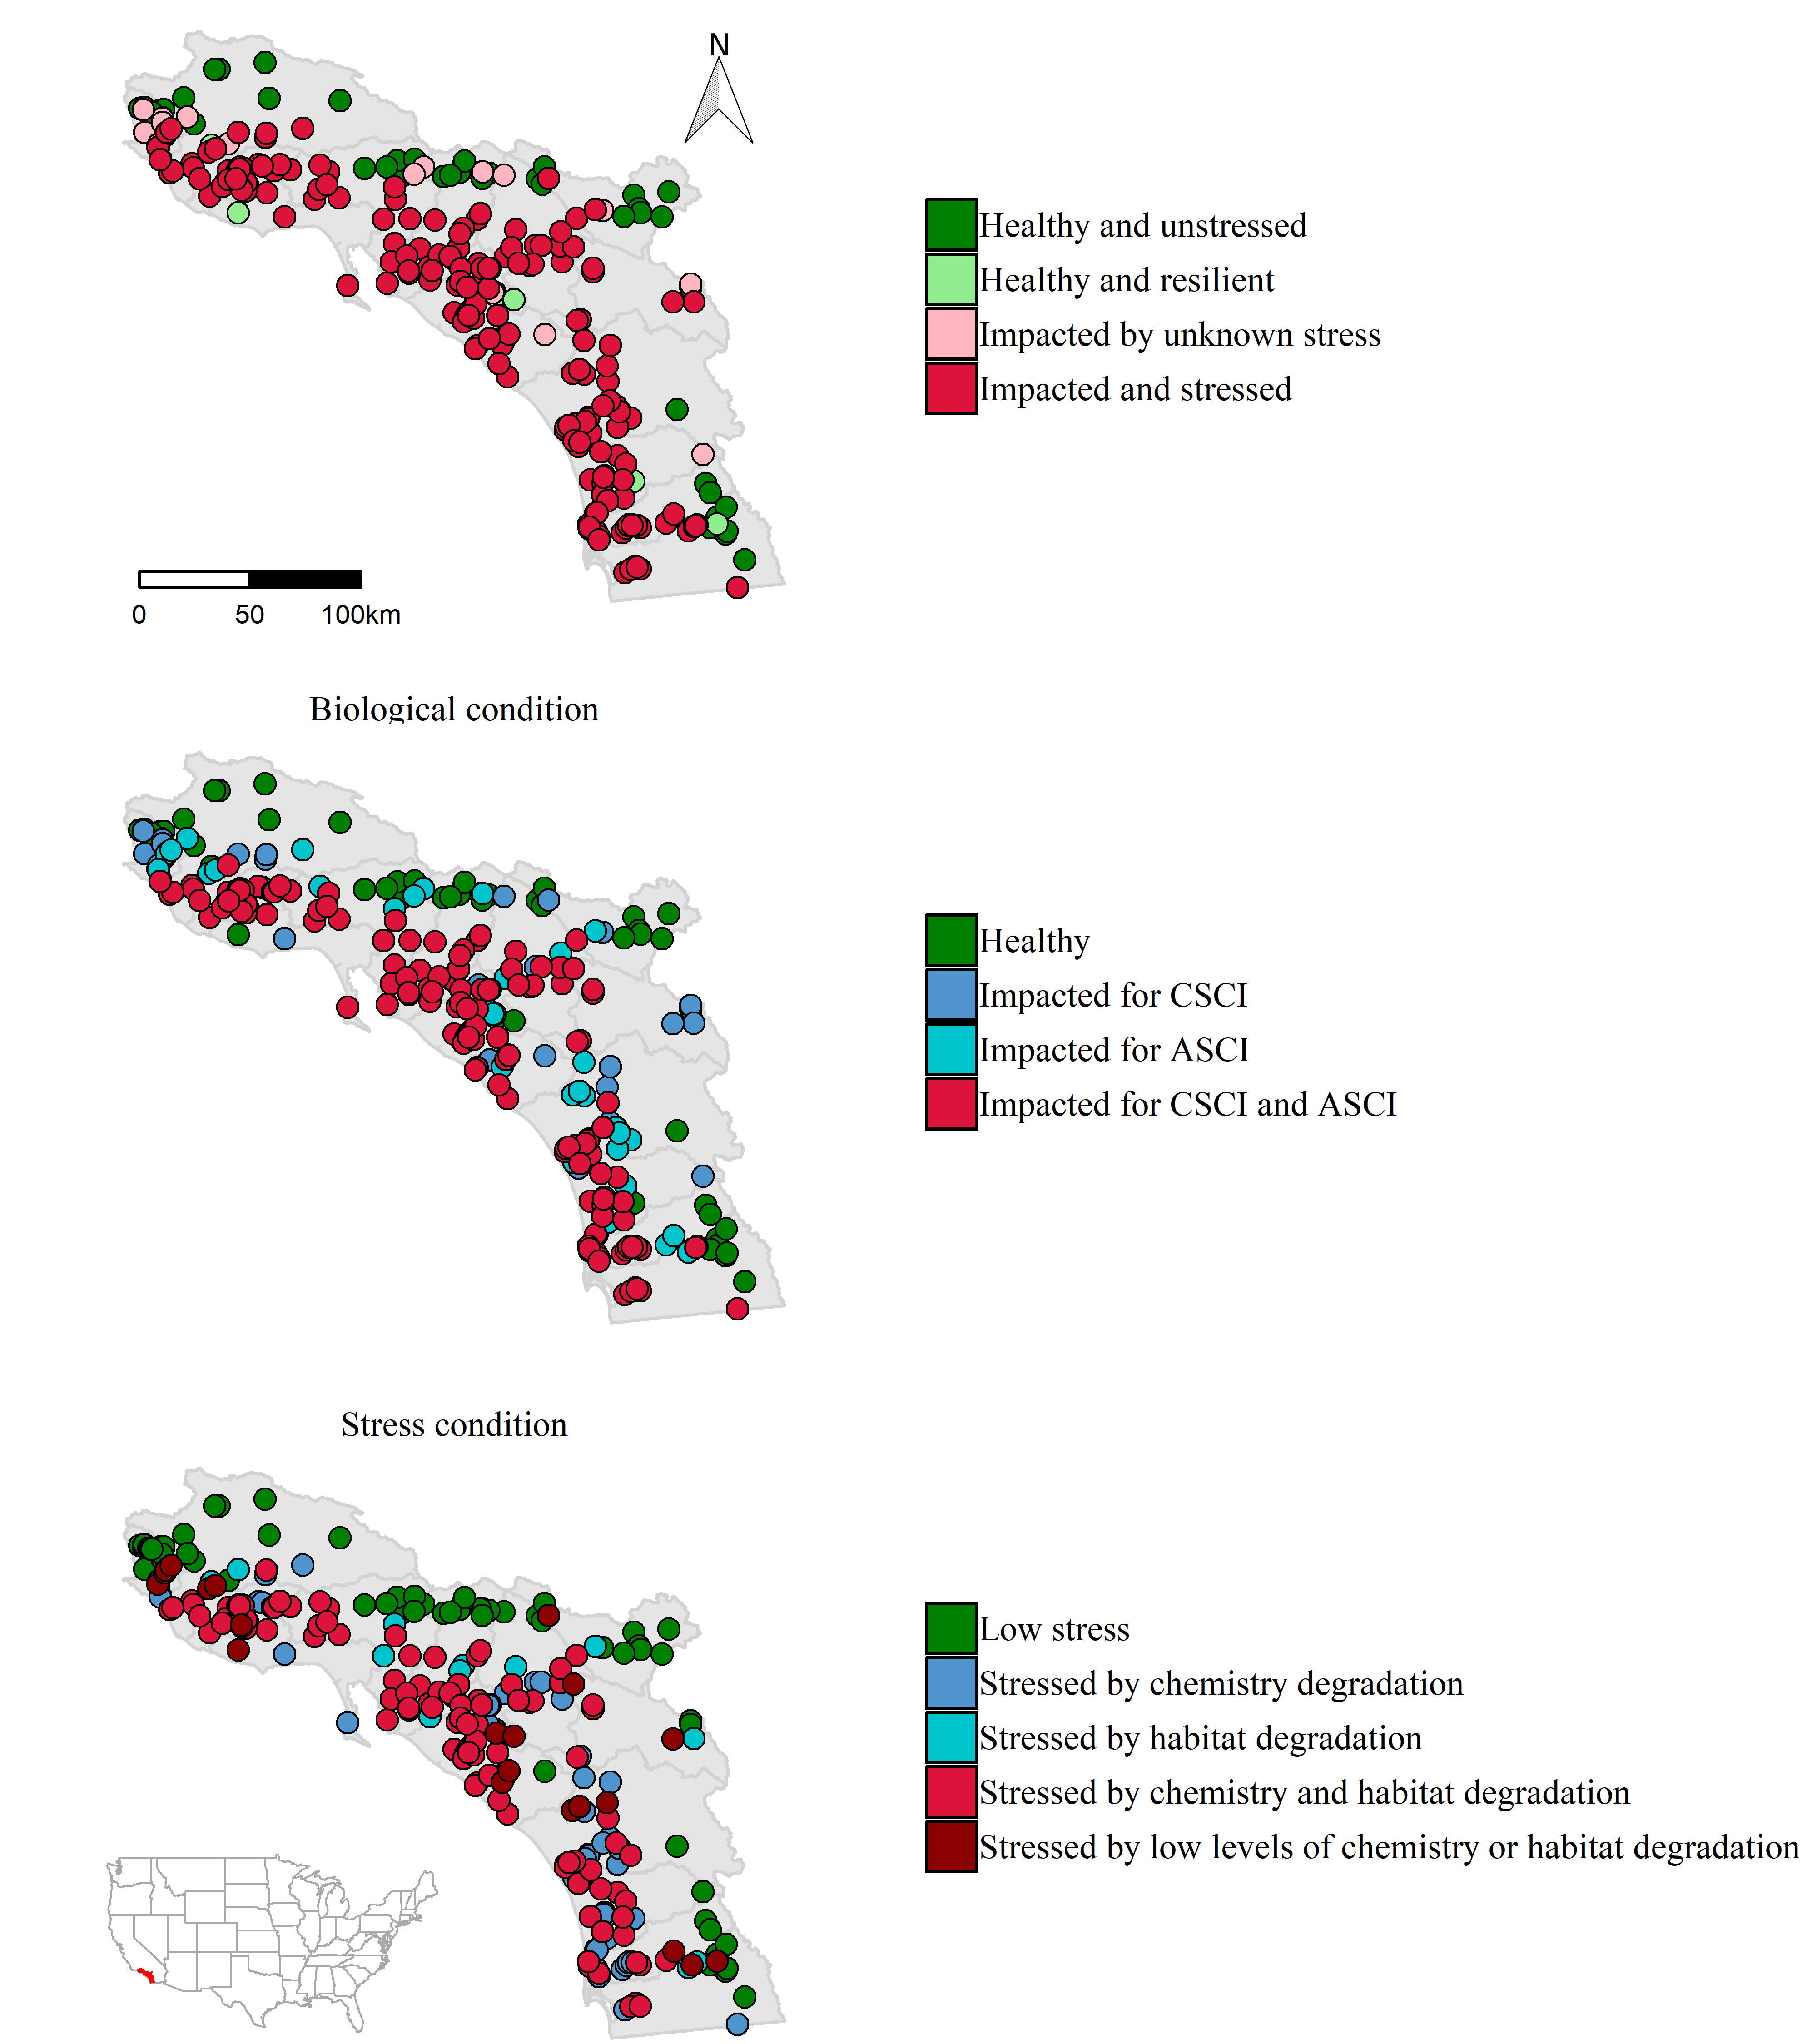 N
Healthy and unstressed
Healthy and resilient
Impacted by unknown stress
Impacted and stressed
0 50 100km
Biological condition
Healthy
Impacted for CSCI
Impacted for ASCI
Impacted for CSCI and ASCI
Stress condition
Low stress
Stressed by chemistry degradation
Stressed by habitat degradation
Stressed by chemistry and habitat degradation
Stressed by low levels of chemistry or habitat degradation